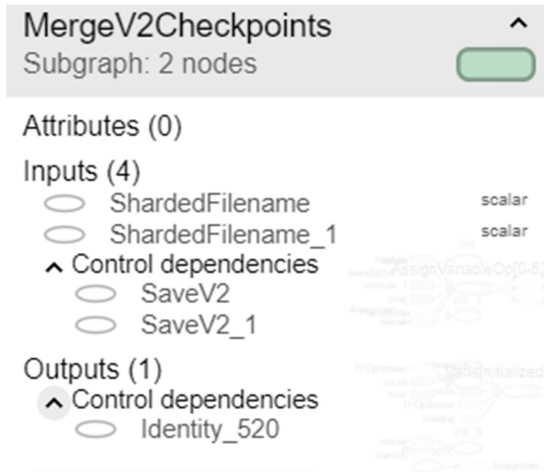 MergeV2Checkpoints
Subgraph: 2 nodes
Attributes (0)
Inputs (4)
ShardedFilename scalar
ShardedFilename_1 scalar
Control dependencies
SaveV2
SaveV2_1
Outputs (1)
Control dependencies
Identity_520